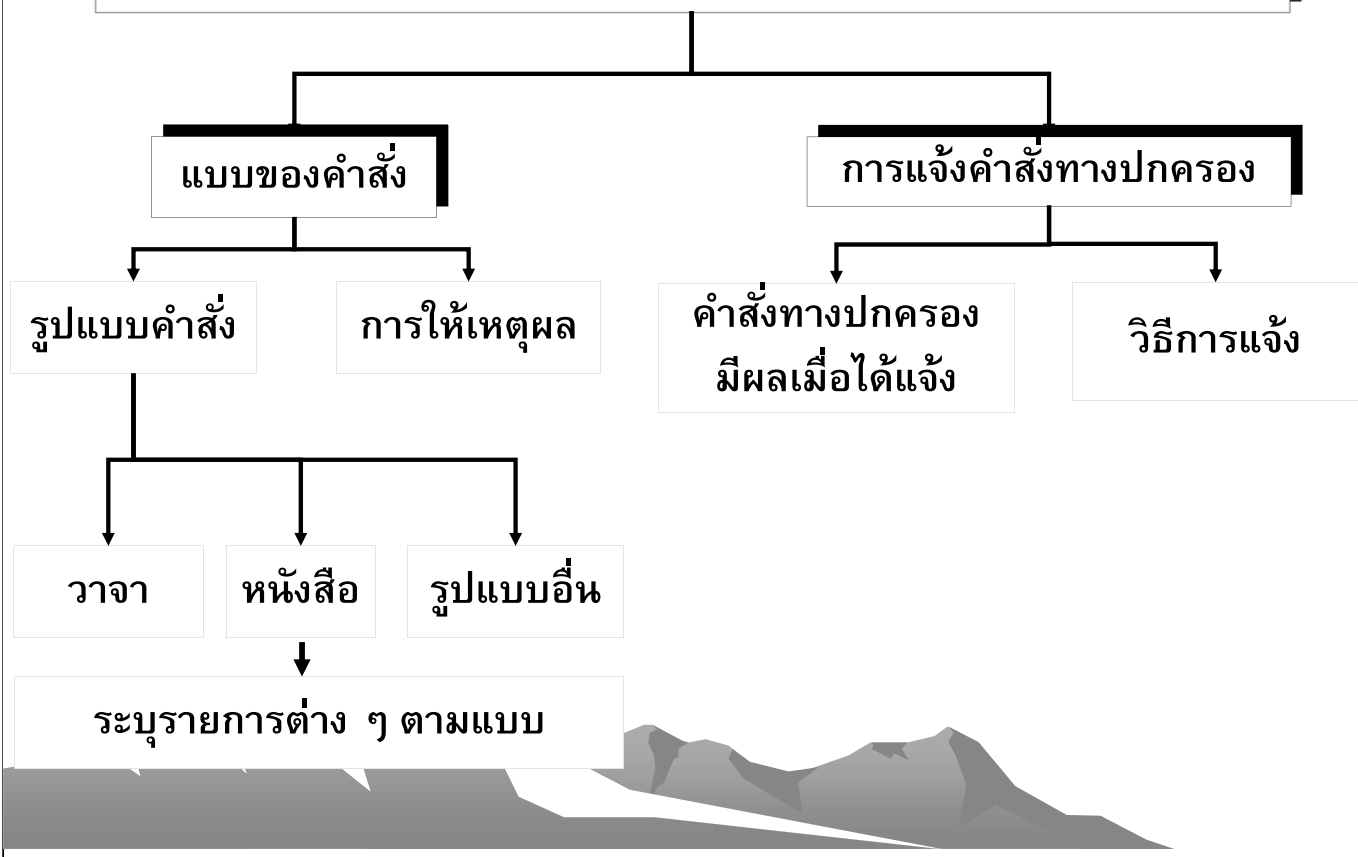 แบบของคำสั่ง
การแจ้งคำสั่งทางปกครอง
รูปแบบคำสั่ง
การให้เหตุผล
คำสั่งทางปกครอง
มีผลเมื่อได้แจ้ง
วิธีการแจ้ง
วาจา
หนังสือ
รูปแบบอื่น
ระบุรายการต่าง ๆ ตามแบบ